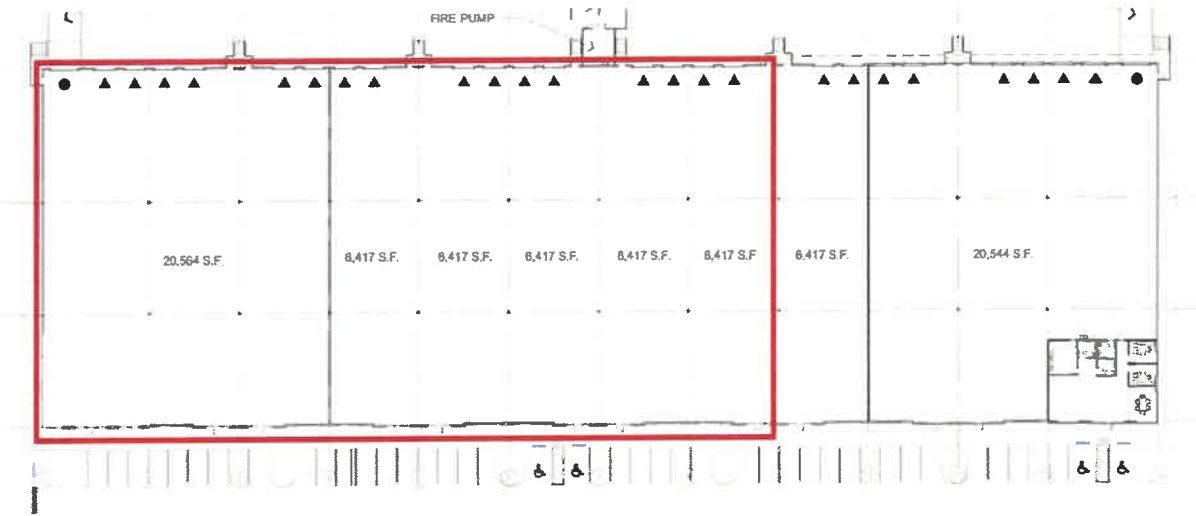 FIRE PUMP
20,564 S.F.
6,417 S.F.
6,417 S.F.
6,417 S.F.
6,417 S.F.
6,417 S.F
6,417 S.F.
20,544 S.F.